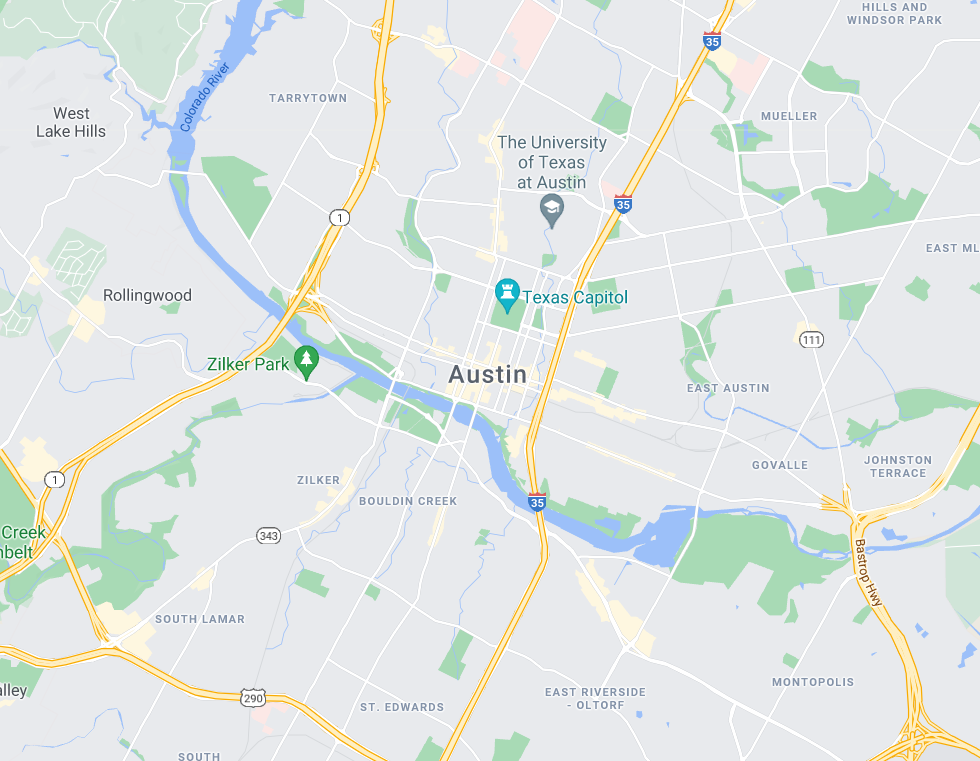 HILLS AND
WINDSOR PARK
35
Colorado River
TARRYTOWN
West
Lake Hills
MUELLER
The University
of Texas
at Austin
35
1
EAST ML
Rollingwood
Texas Capitol
111
Zilker Park
Austin
EAST AUSTIN
GOVALLE
JOHNSTON
TERRACE
ZILKER
1
BOULDIN CREEK
35
343
Creek
nbelt
Bastrop Hwy
SOUTH LAMAR
alley
290
ST. EDWARDS
EAST RIVERSIDE
- OLTORF
MONTOPOLIS
SOUTH